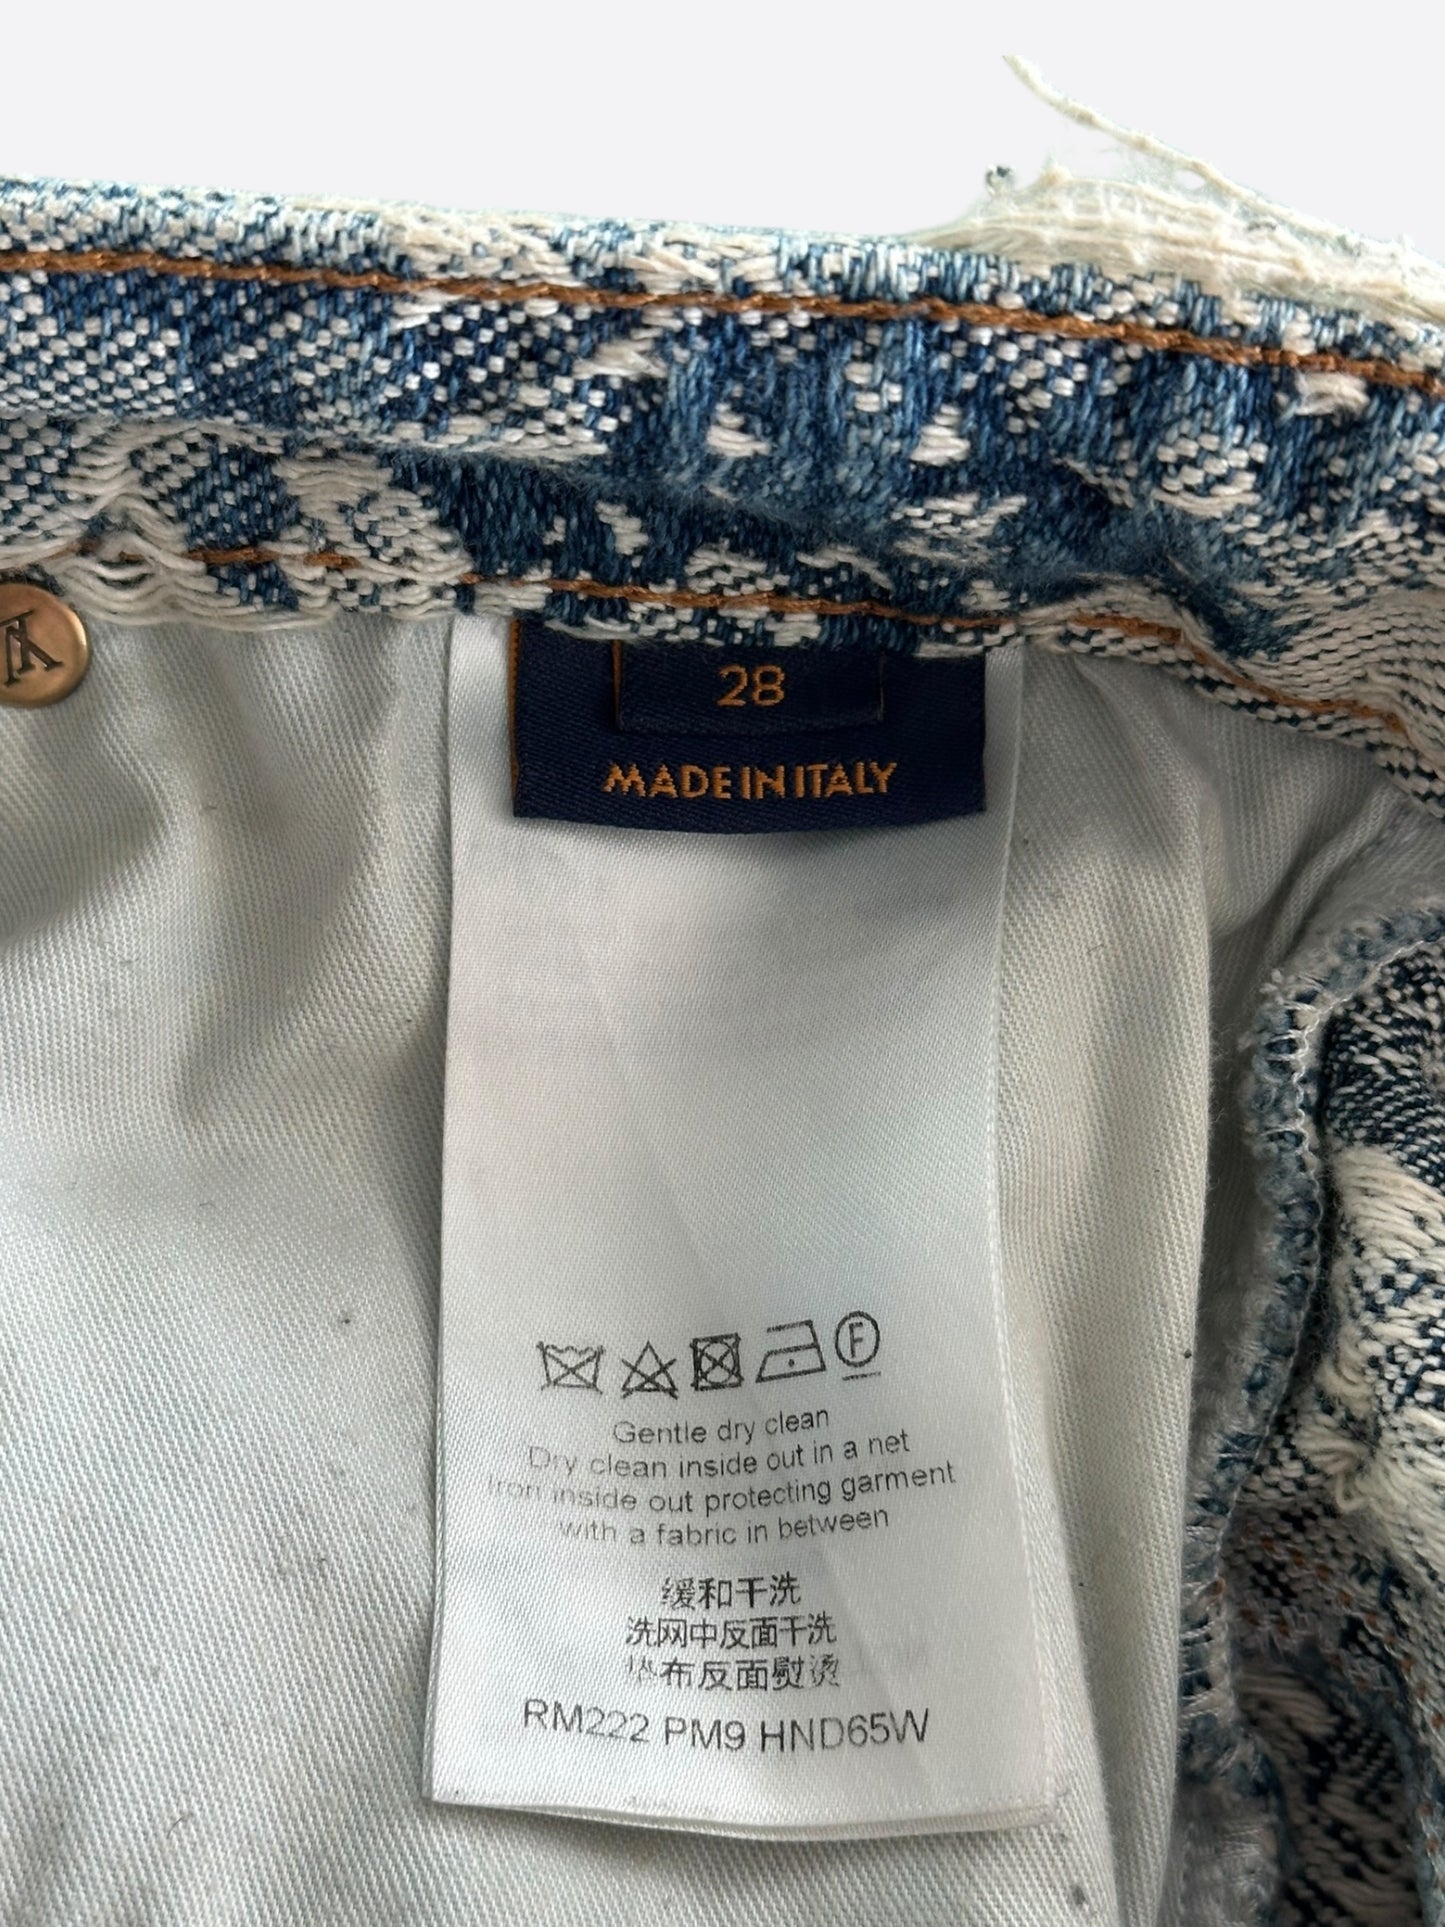 28
MADE IN ITALY
F
Gentle dry clean
Dry clean inside out in a net
Iron inside out protecting garment
with a fabric in between
缓和干洗
洗网中反面干洗
垫布反面熨烫
RM222 PM9 HND65W